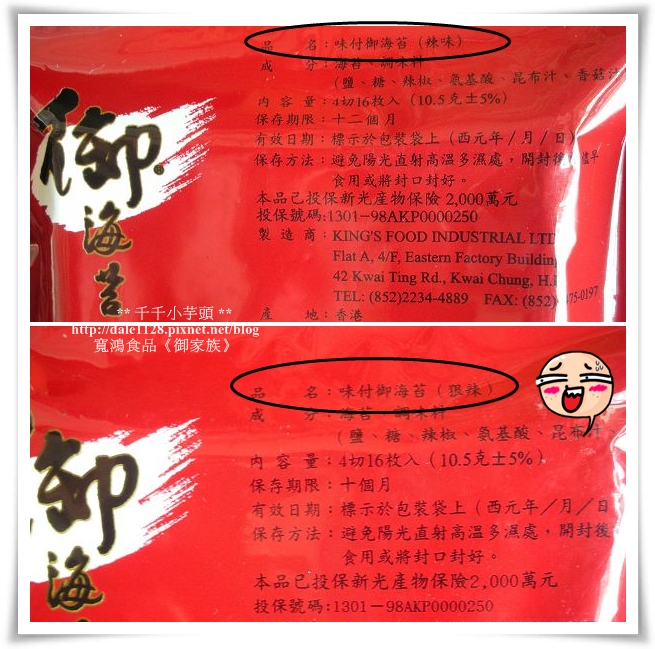 品　　名：味付御海苔（辣味）
成　　分：海苔、調味料
（鹽、糖、辣椒、氨基酸、昆布汁、香菇汁
內 容 量：4切16枚入（10.5克±5%）
保存期限：十二個月
有效日期：標示於包裝袋上（西元年／月／日）
保存方法：避免陽光直射高溫多濕處，開封後 儘早
食用或將封口封好。
本品已投保新光產物保險 2,000萬元
投保號碼:1301－98AKP0000250
製 造 商：KING'S FOOD INDUSTRIAL LTD
Flat A, 4/F, Eastern Factory Building
42 Kwai Ting Rd., Kwai Chung, H.
TEL: (852)2234-4889 FAX: (852) 475-0197
產　　地：香港
御海苔
** 千千小芋頭 **
http://dale1128.pixnet.net/blog
寬鴻食品《御家族》
品　　名：味付御海苔（狠辣）
成　　分：海苔、調味料
（鹽、糖、辣椒、氨基酸、昆布汁、
內 容 量：4切16枚入（10.5克±5%）
保存期限：十個月
有效日期：標示於包裝袋上（西元年／月／日
保存方法：避免陽光直射高溫多濕處，開封後
食用或將封口封好。
本品已投保新光產物保險2,000萬元
投保號碼:1301－98AKP0000250
御海